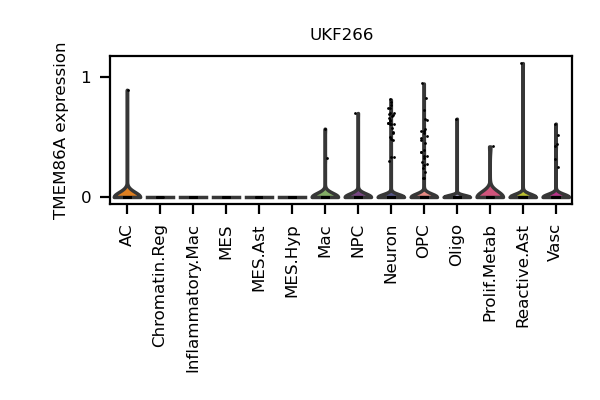 UKF266
TMEM86A expression
1
0
AC
Chromatin.Reg
Inflammatory.Mac
MES
MES.Ast
MES.Hyp
Mac
NPC
Neuron
OPC
Oligo
Prolif.Metab
Reactive.Ast
Vasc